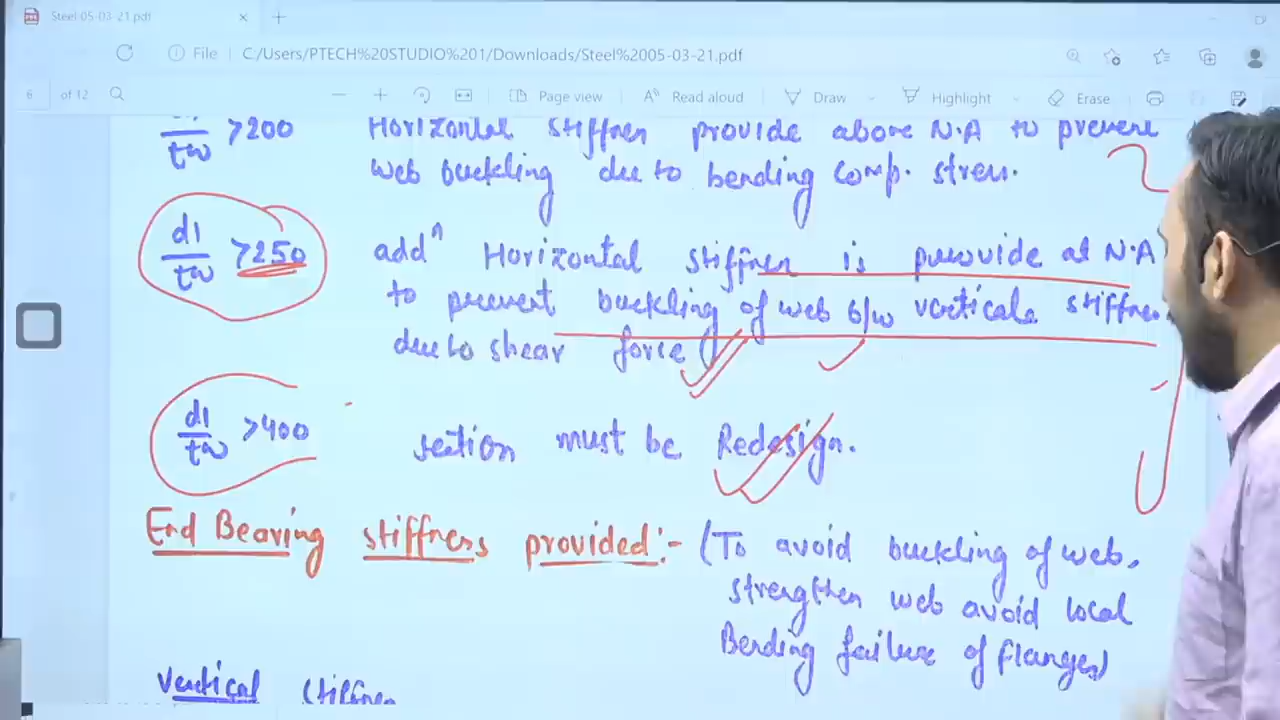 Steel 05-03-21.pdf
File C:/Users/PTECH%20STUDIO%201/Downloads/Steel%2005-03-21.pdf
6 of 12 Page view Read aloud Draw Highlight Erase
d1/tw >200 Horizontal stiffner provide above N.A to prevent
web buckling due to bending comp. stress.
d1/tw >250 addⁿ Horizontal stiffner is provide at N.A
to prevent buckling of web b/w verticals stiffner
due to shear force
d1/tw >400 section must be Redesign.
End Bearing stiffners provided:- (To avoid buckling of web,
strengthen web avoid local
Bending failure of flanges)
vertical stiffner